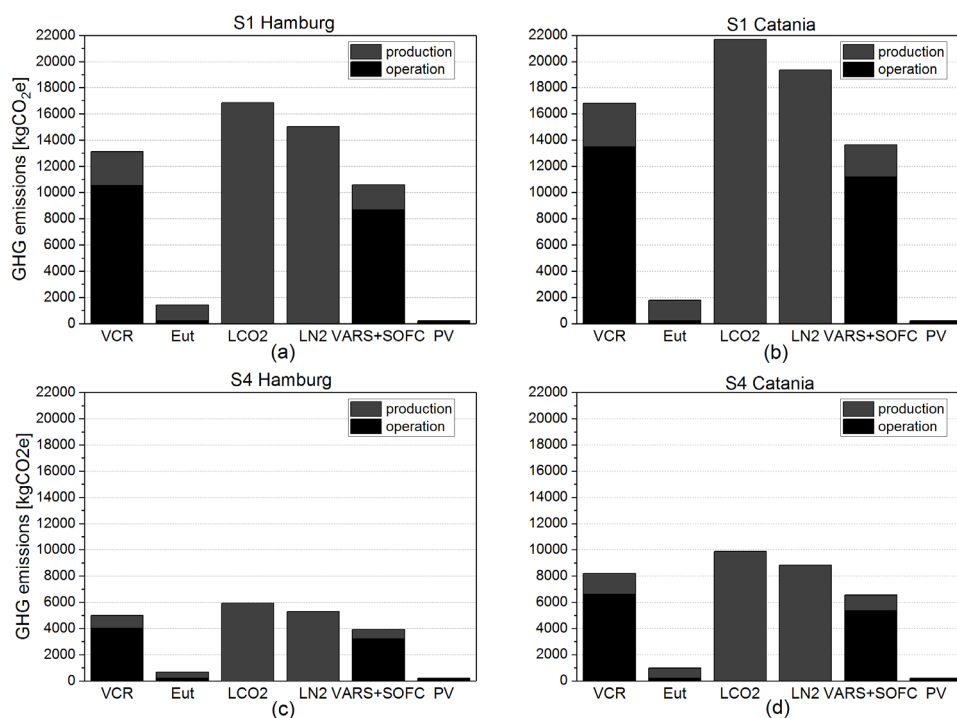 S1 Hamburg
GHG emissions [kgCO₂e]
22000
20000
18000
16000
14000
12000
10000
8000
6000
4000
2000
0
production
operation
VCR Eut LCO2 LN2 VARS+SOFC PV
(a)
S1 Catania
22000
20000
18000
16000
14000
12000
10000
8000
6000
4000
2000
0
production
operation
VCR Eut LCO2 LN2 VARS+SOFC PV
(b)
S4 Hamburg
GHG emissions [kgCO2e]
22000
20000
18000
16000
14000
12000
10000
8000
6000
4000
2000
0
production
operation
VCR Eut LCO2 LN2 VARS+SOFC PV
(c)
S4 Catania
22000
20000
18000
16000
14000
12000
10000
8000
6000
4000
2000
0
production
operation
VCR Eut LCO2 LN2 VARS+SOFC PV
(d)